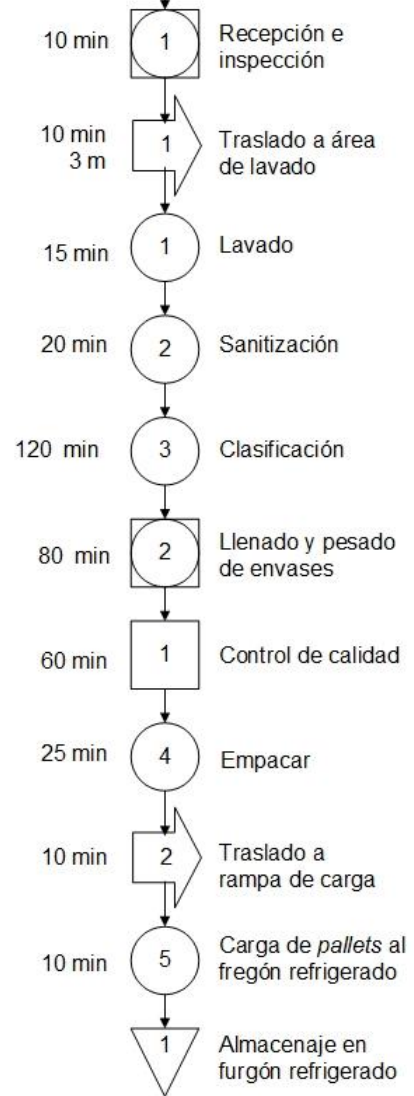 10 min
1
Recepción e
inspección
10 min
3 m
1
Traslado a área
de lavado
15 min
1
Lavado
20 min
2
Sanitización
120 min
3
Clasificación
80 min
2
Llenado y pesado
de envases
60 min
1
Control de calidad
25 min
4
Empacar
10 min
2
Traslado a
rampa de carga
10 min
5
Carga de pallets al
fregón refrigerado
1
Almacenaje en
furgón refrigerado